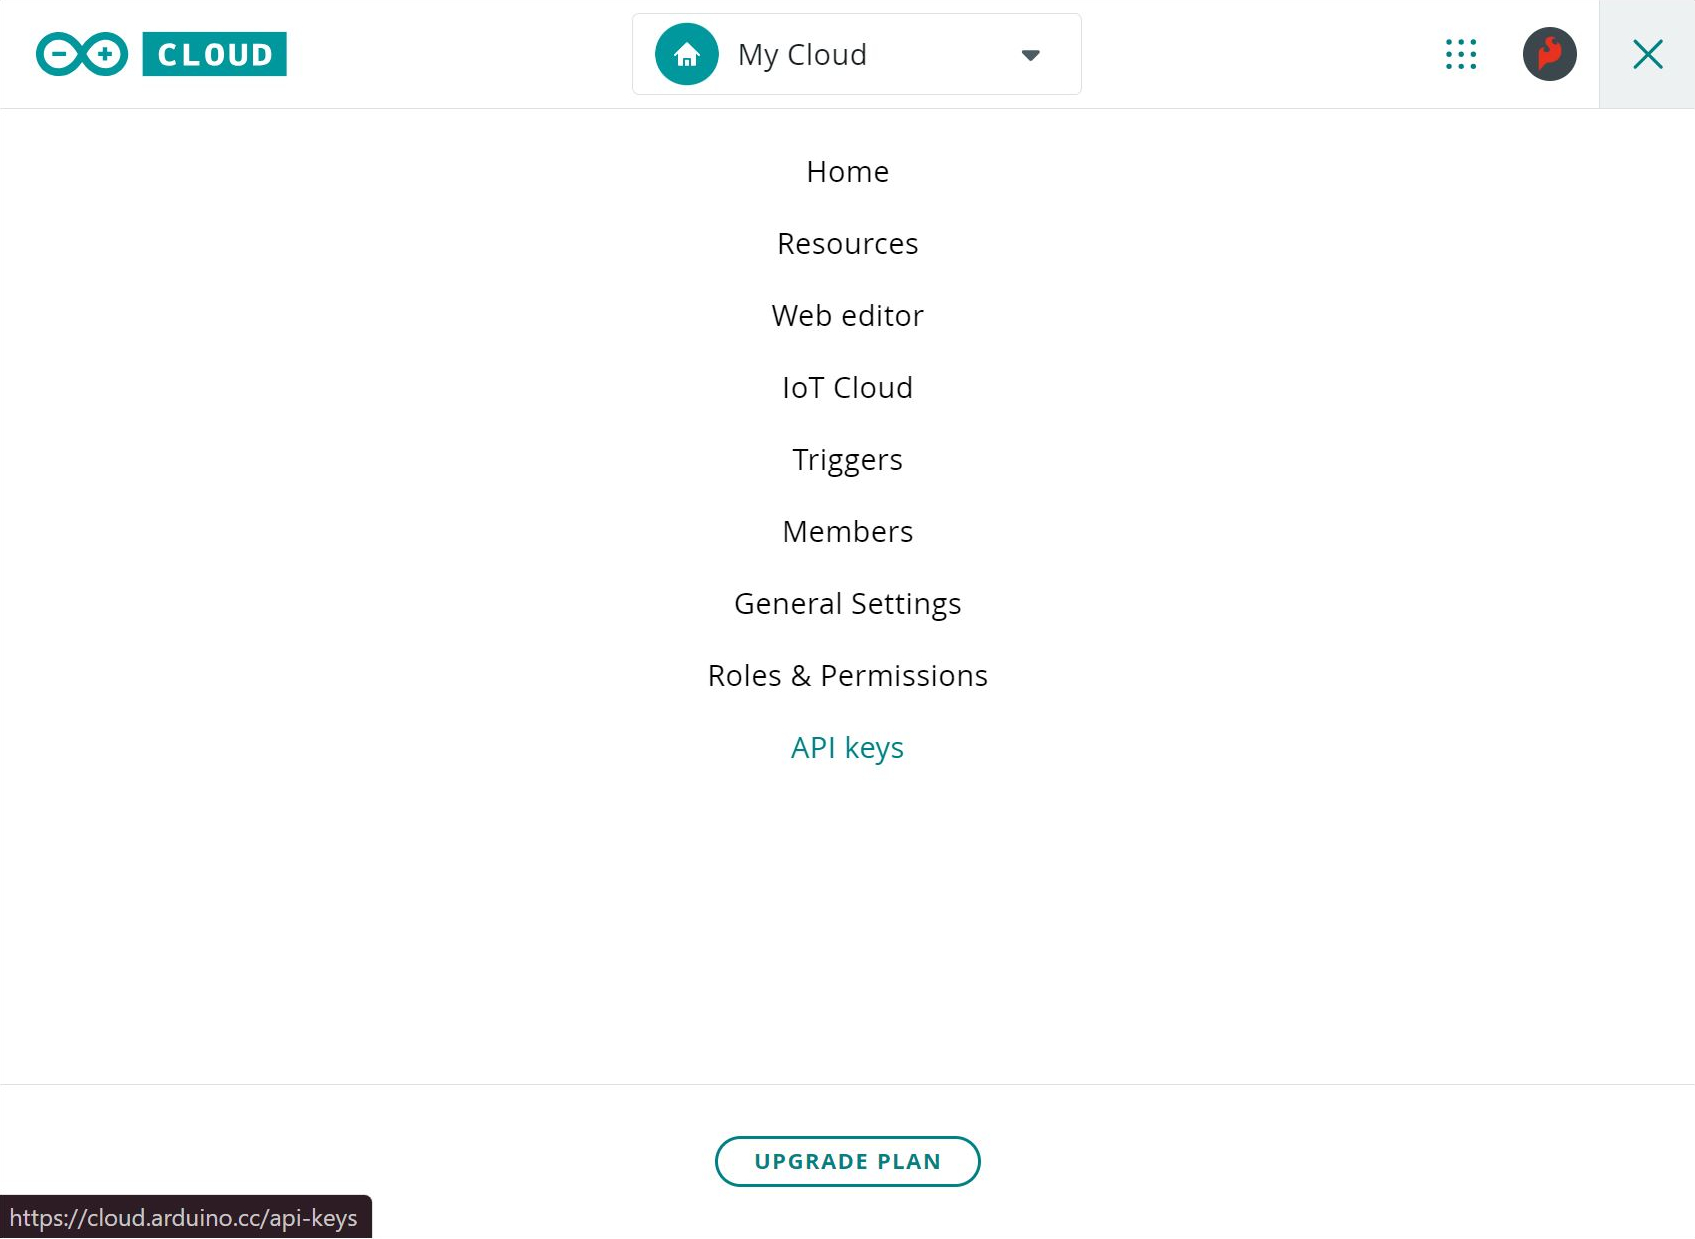 CLOUD
My Cloud
Home
Resources
Web editor
IoT Cloud
Triggers
Members
General Settings
Roles & Permissions
API keys
UPGRADE PLAN
https://cloud.arduino.cc/api-keys